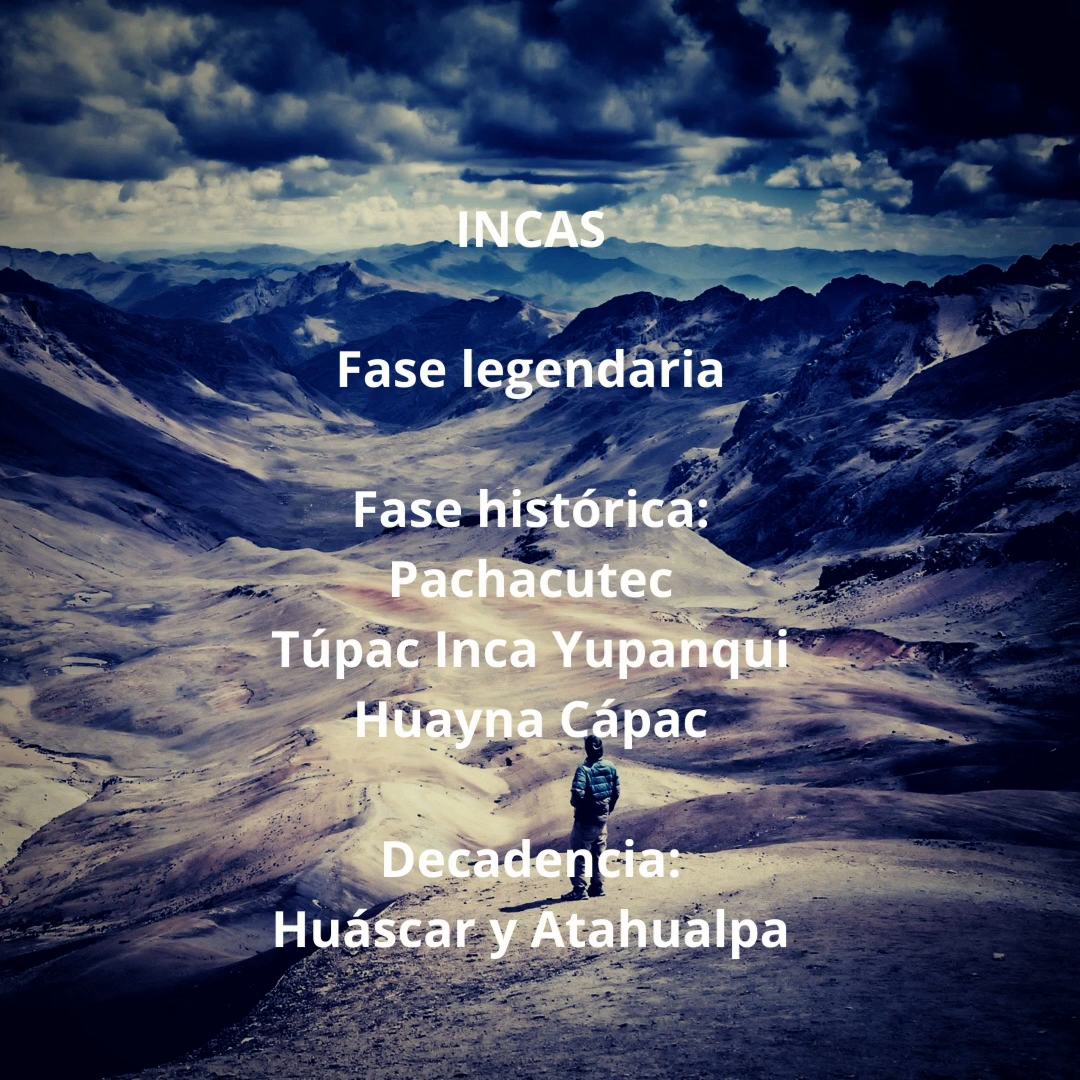 INCAS
Fase legendaria
Fase histórica:
Pachacutec
Túpac Inca Yupanqui
Huayna Cápac
Decadencia:
Huáscar y Atahualpa